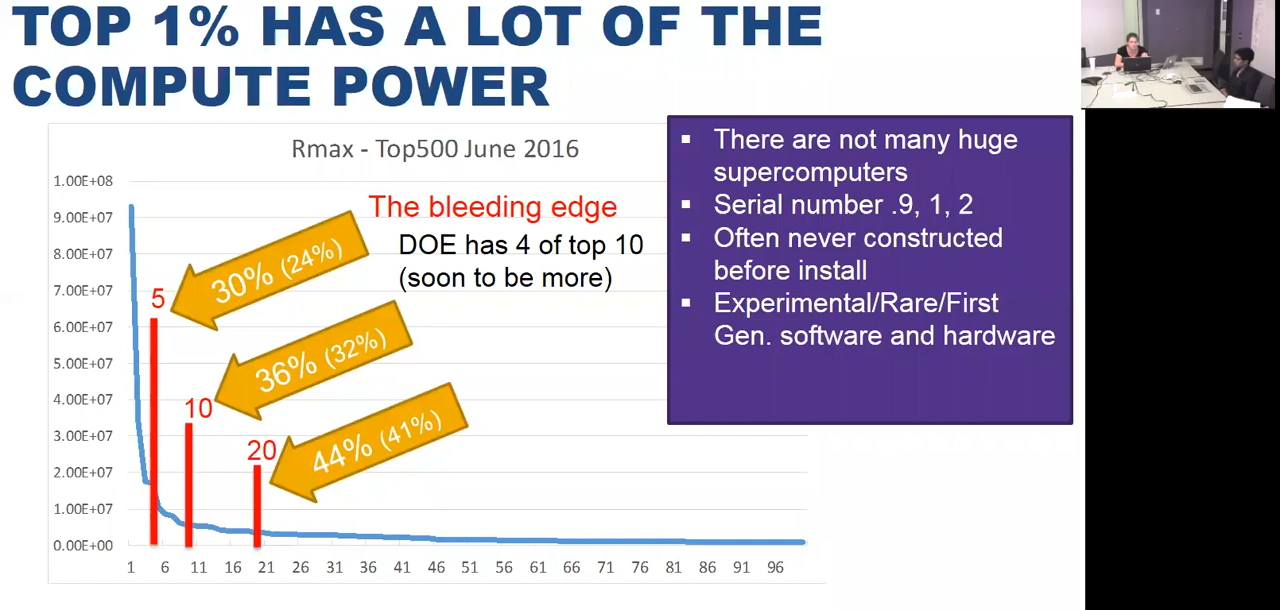 TOP 1% HAS A LOT OF THE
COMPUTE POWER
Rmax - Top500 June 2016
1.00E+08
9.00E+07
8.00E+07
7.00E+07
6.00E+07
5.00E+07
4.00E+07
3.00E+07
2.00E+07
1.00E+07
0.00E+00
1 6 11 16 21 26 31 36 41 46 51 56 61 66 71 76 81 86 91 96
The bleeding edge
DOE has 4 of top 10
(soon to be more)
5
30% (24%)
10
36% (32%)
20
44% (41%)
▪ There are not many huge
supercomputers
▪ Serial number .9, 1, 2
▪ Often never constructed
before install
▪ Experimental/Rare/First
Gen. software and hardware